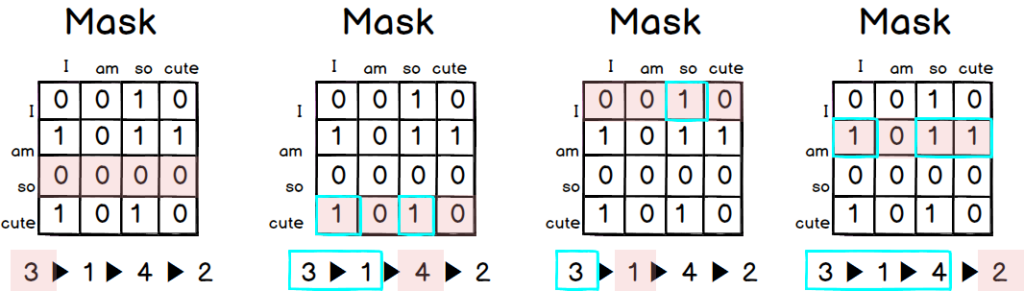 Mask Mask Mask Mask
I am so cute I am so cute I am so cute I am so cute
I 0 0 1 0 I 0 0 1 0 I 0 0 1 0 I 0 0 1 0
am 1 0 1 1 am 1 0 1 1 am 1 0 1 1 am 1 0 1 1
so 0 0 0 0 so 0 0 0 0 so 0 0 0 0 so 0 0 0 0
cute 1 0 1 0 cute 1 0 1 0 cute 1 0 1 0 cute 1 0 1 0
3 ▶ 1 ▶ 4 ▶ 2 3 ▶ 1 ▶ 4 ▶ 2 3 ▶ 1 ▶ 4 ▶ 2 3 ▶ 1 ▶ 4 ▶ 2